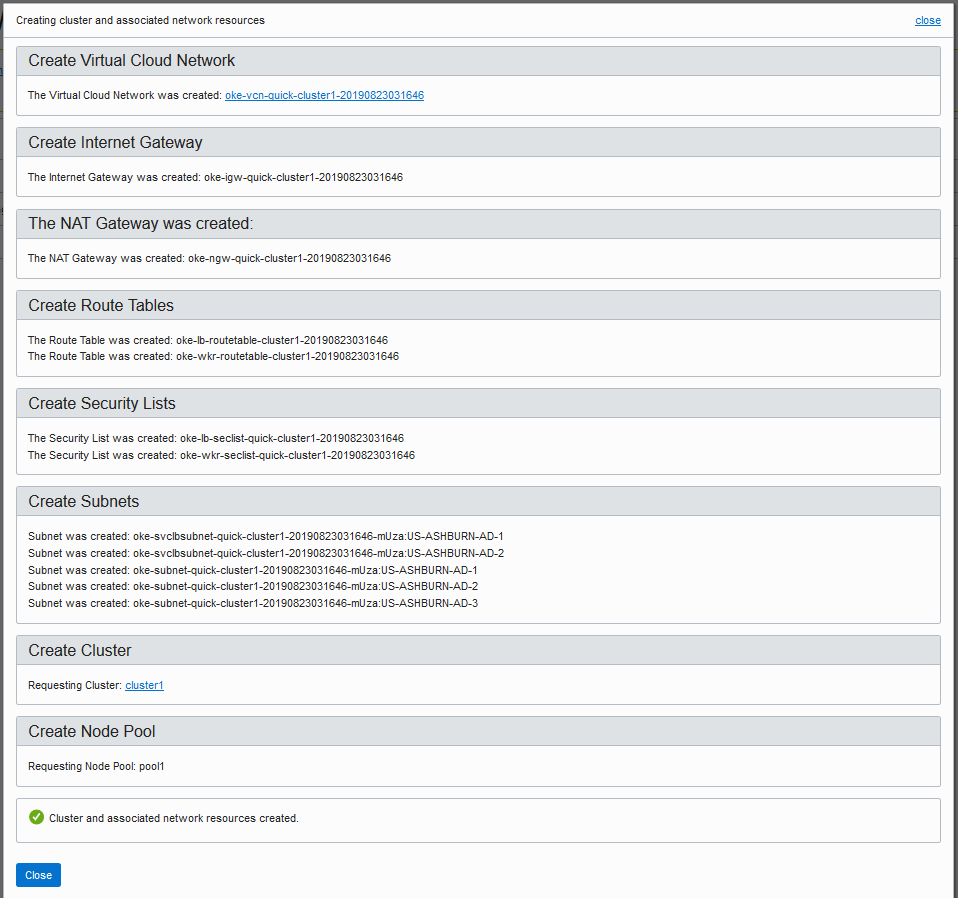 Creating cluster and associated network resources
close
Create Virtual Cloud Network
The Virtual Cloud Network was created: oke-vcn-quick-cluster1-20190823031646
Create Internet Gateway
The Internet Gateway was created: oke-igw-quick-cluster1-20190823031646
The NAT Gateway was created:
The NAT Gateway was created: oke-ngw-quick-cluster1-20190823031646
Create Route Tables
The Route Table was created: oke-lb-routetable-cluster1-20190823031646
The Route Table was created: oke-wkr-routetable-cluster1-20190823031646
Create Security Lists
The Security List was created: oke-lb-seclist-quick-cluster1-20190823031646
The Security List was created: oke-wkr-seclist-quick-cluster1-20190823031646
Create Subnets
Subnet was created: oke-svclbsubnet-quick-cluster1-20190823031646-mUza:US-ASHBURN-AD-1
Subnet was created: oke-svclbsubnet-quick-cluster1-20190823031646-mUza:US-ASHBURN-AD-2
Subnet was created: oke-subnet-quick-cluster1-20190823031646-mUza:US-ASHBURN-AD-1
Subnet was created: oke-subnet-quick-cluster1-20190823031646-mUza:US-ASHBURN-AD-2
Subnet was created: oke-subnet-quick-cluster1-20190823031646-mUza:US-ASHBURN-AD-3
Create Cluster
Requesting Cluster: cluster1
Create Node Pool
Requesting Node Pool: pool1
Cluster and associated network resources created.
Close